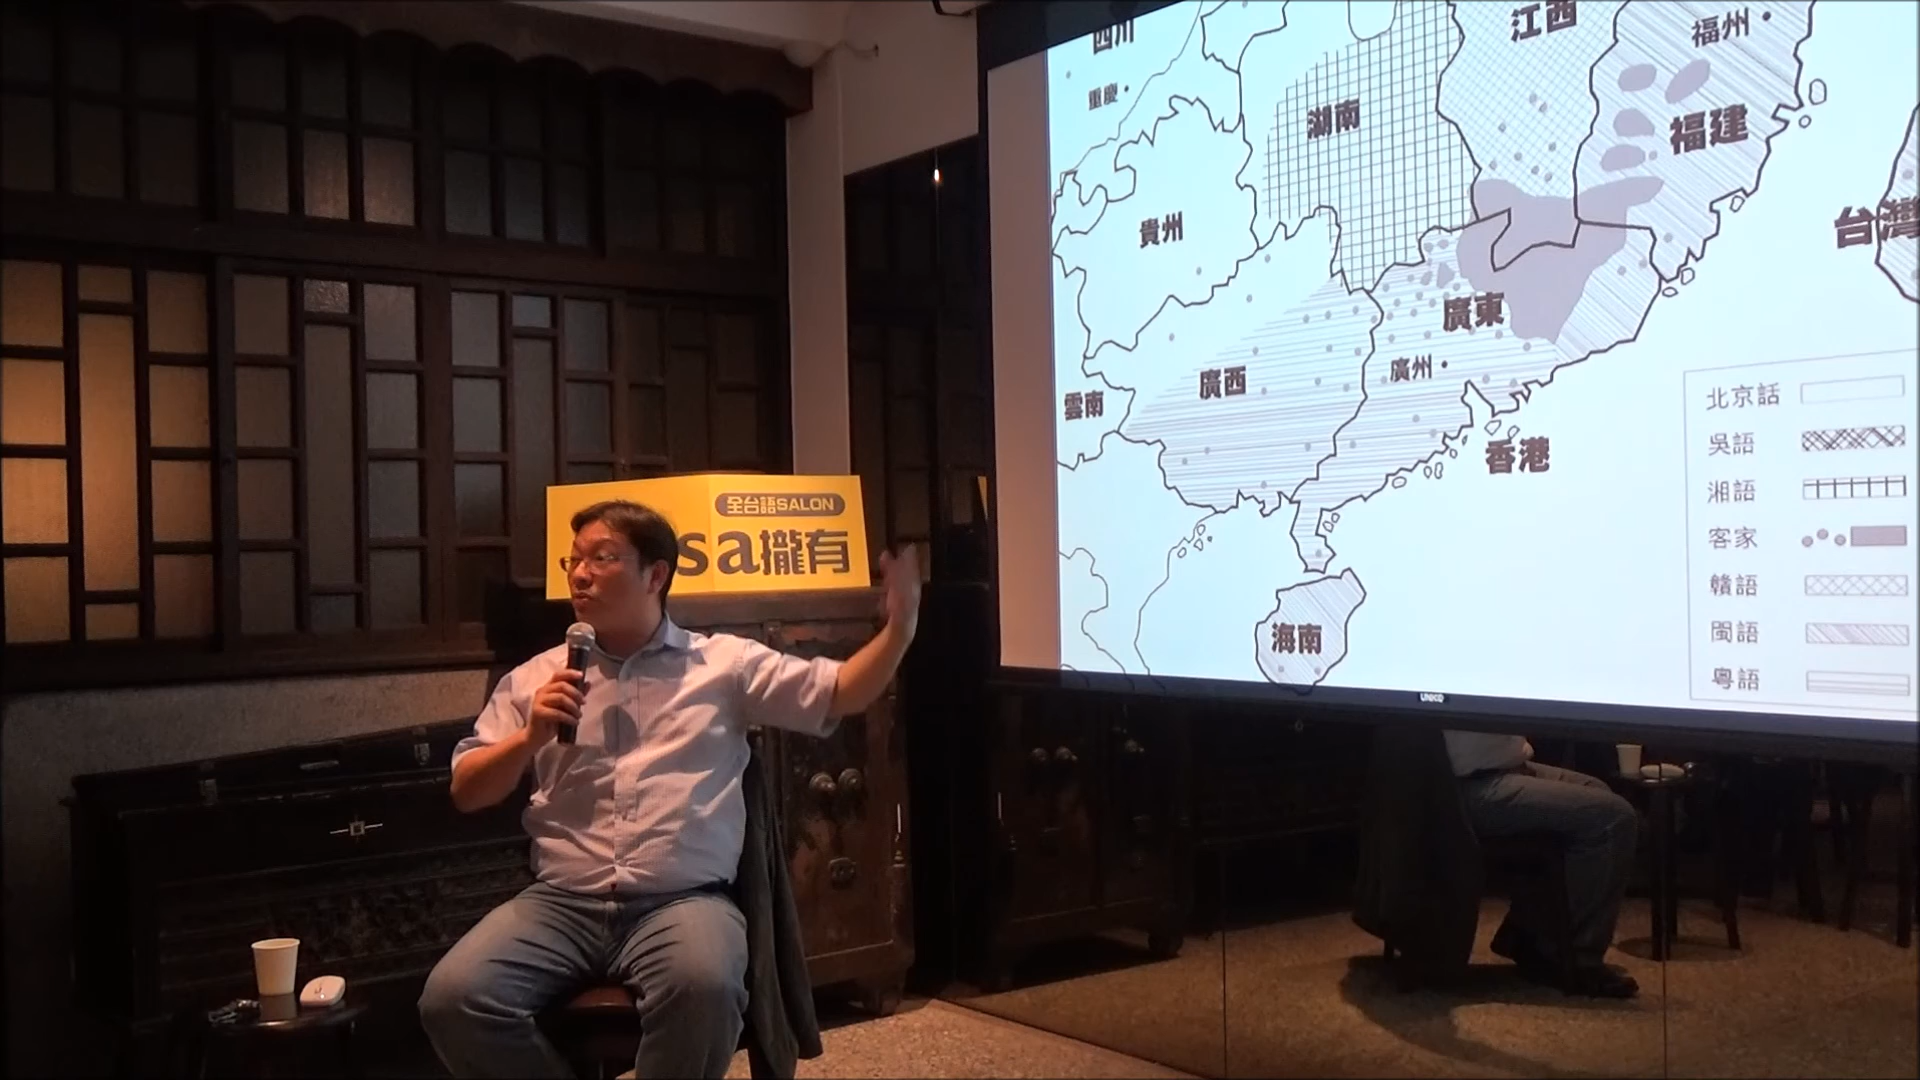 四川
重慶
江西
福州
湖南
福建
貴州
台灣
廣東
廣州
廣西
雲南
香港
海南
北京話
吳語
湘語
客家
贛語
閩語
粵語
全台語SALON
sa攏有